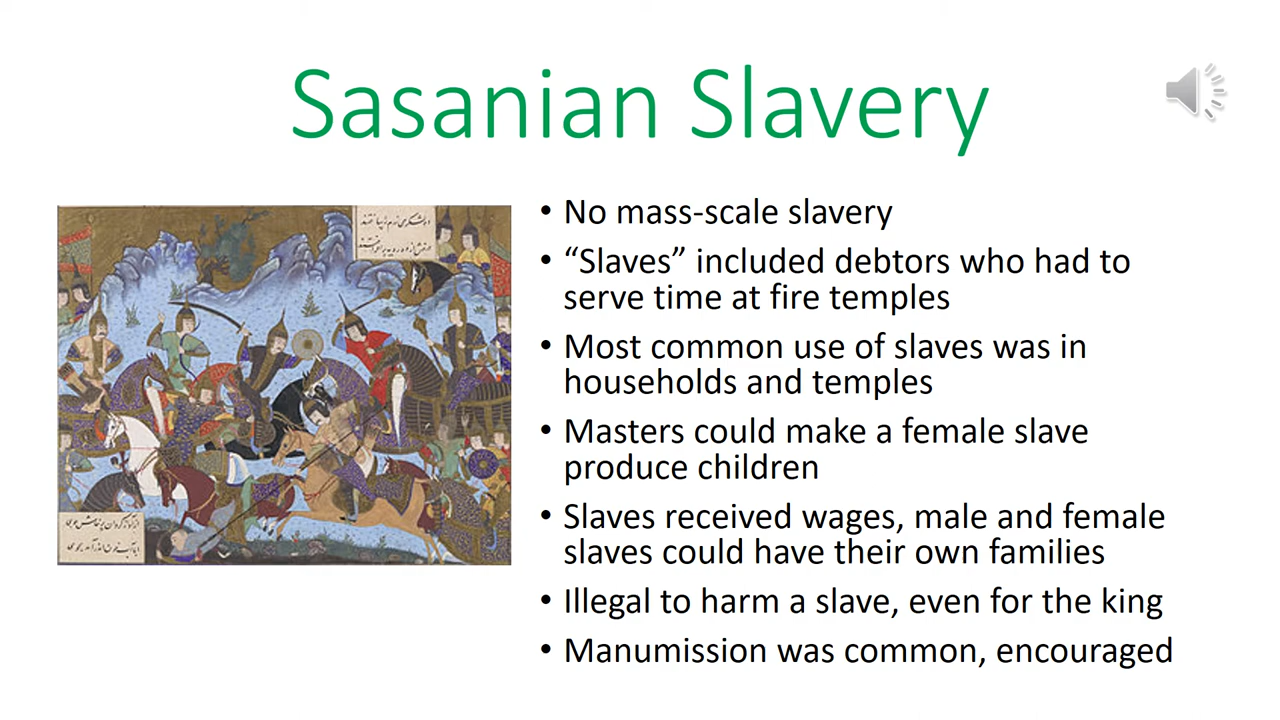 Sasanian Slavery
• No mass-scale slavery
• “Slaves” included debtors who had to
serve time at fire temples
• Most common use of slaves was in
households and temples
• Masters could make a female slave
produce children
• Slaves received wages, male and female
slaves could have their own families
• Illegal to harm a slave, even for the king
• Manumission was common, encouraged